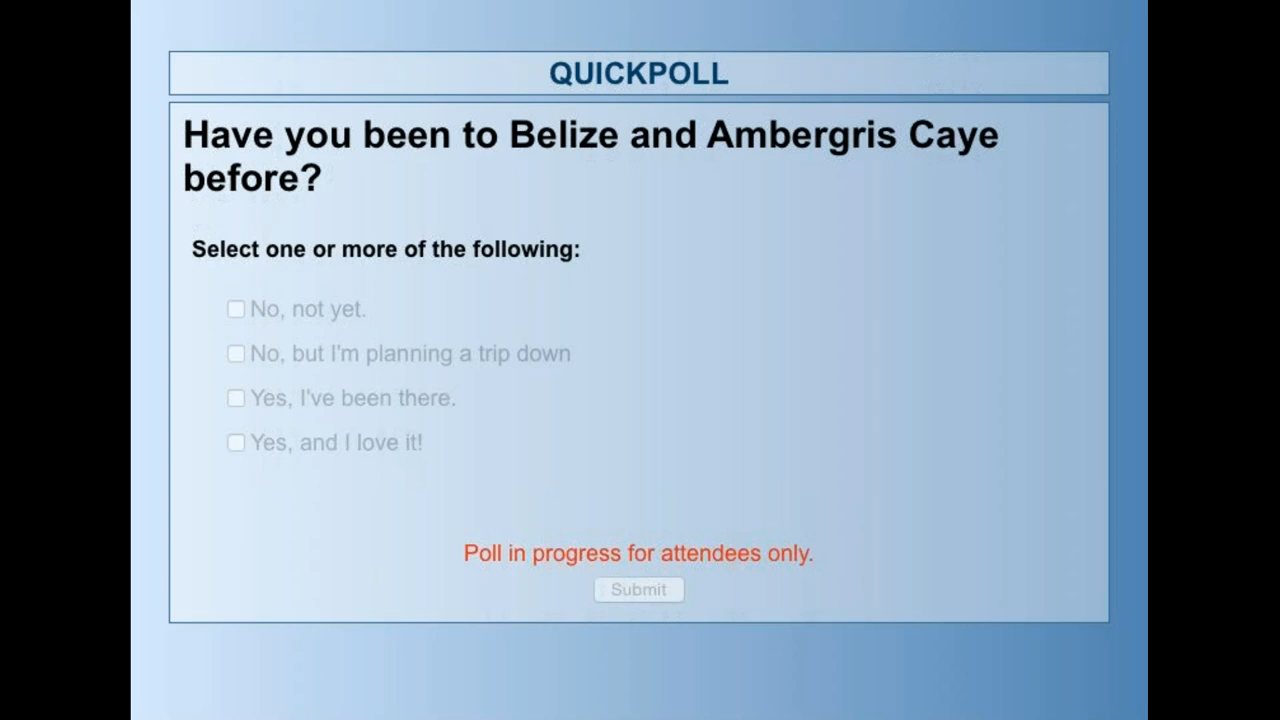 QUICKPOLL
Have you been to Belize and Ambergris Caye
before?
Select one or more of the following:
No, not yet.
No, but I'm planning a trip down
Yes, I've been there.
Yes, and I love it!
Poll in progress for attendees only.
Submit